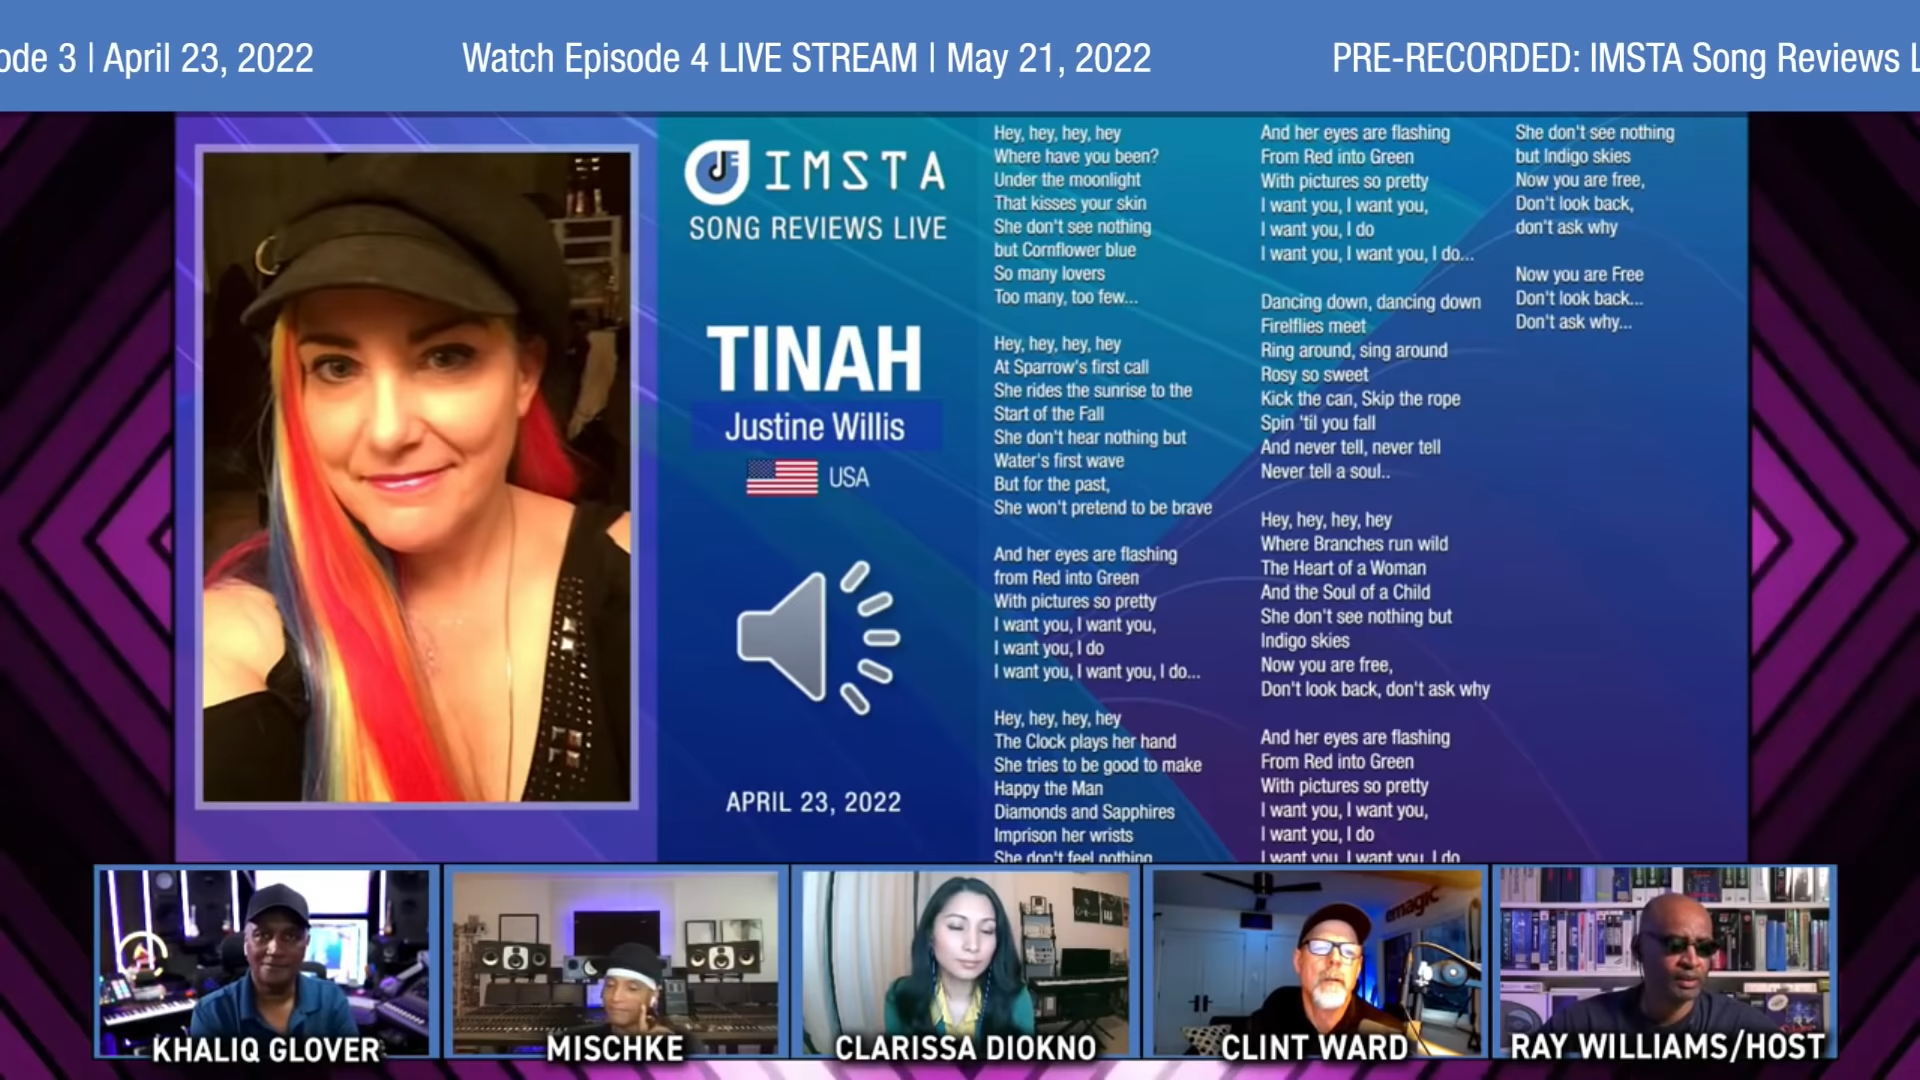 ode 3 | April 23, 2022
Watch Episode 4 LIVE STREAM | May 21, 2022
PRE-RECORDED: IMSTA Song Reviews L
IMSTA
SONG REVIEWS LIVE
TINAH
Justine Willis
USA
APRIL 23, 2022
Hey, hey, hey, hey
Where have you been?
Under the moonlight
That kisses your skin
She don't see nothing
but Cornflower blue
So many lovers
Too many, too few...
Hey, hey, hey, hey
At Sparrow's first call
She rides the sunrise to the
Start of the Fall
She don't hear nothing but
Water's first wave
But for the past,
She won't pretend to be brave
And her eyes are flashing
from Red into Green
With pictures so pretty
I want you, I want you,
I want you, I do
I want you, I want you, I do...
Hey, hey, hey, hey
The Clock plays her hand
She tries to be good to make
Happy the Man
Diamonds and Sapphires
Imprison her wrists
She don't feel nothing
And her eyes are flashing
From Red into Green
With pictures so pretty
I want you, I want you,
I want you, I do
I want you, I want you, I do...
Dancing down, dancing down
Firelflies meet
Ring around, sing around
Rosy so sweet
Kick the can, Skip the rope
Spin 'til you fall
And never tell, never tell
Never tell a soul..
Hey, hey, hey, hey
Where Branches run wild
The Heart of a Woman
And the Soul of a Child
She don't see nothing but
Indigo skies
Now you are free,
Don't look back, don't ask why
And her eyes are flashing
From Red into Green
With pictures so pretty
I want you, I want you,
I want you, I do
I want you, I want you, I do
She don't see nothing
but Indigo skies
Now you are free,
Don't look back,
don't ask why
Now you are Free
Don't look back...
Don't ask why...
emagic
KHALIQ GLOVER
MISCHKE
CLARISSA DIOKNO
CLINT WARD
RAY WILLIAMS/HOST